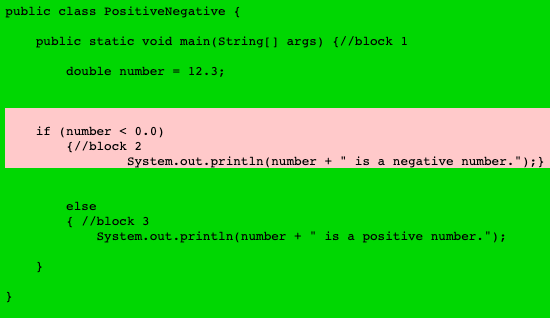 public class PositiveNegative {
public static void main(String[] args) {//block 1
double number = 12.3;
if (number < 0.0)
{//block 2
System.out.println(number + " is a negative number.");}
else
{ //block 3
System.out.println(number + " is a positive number.");
}
}